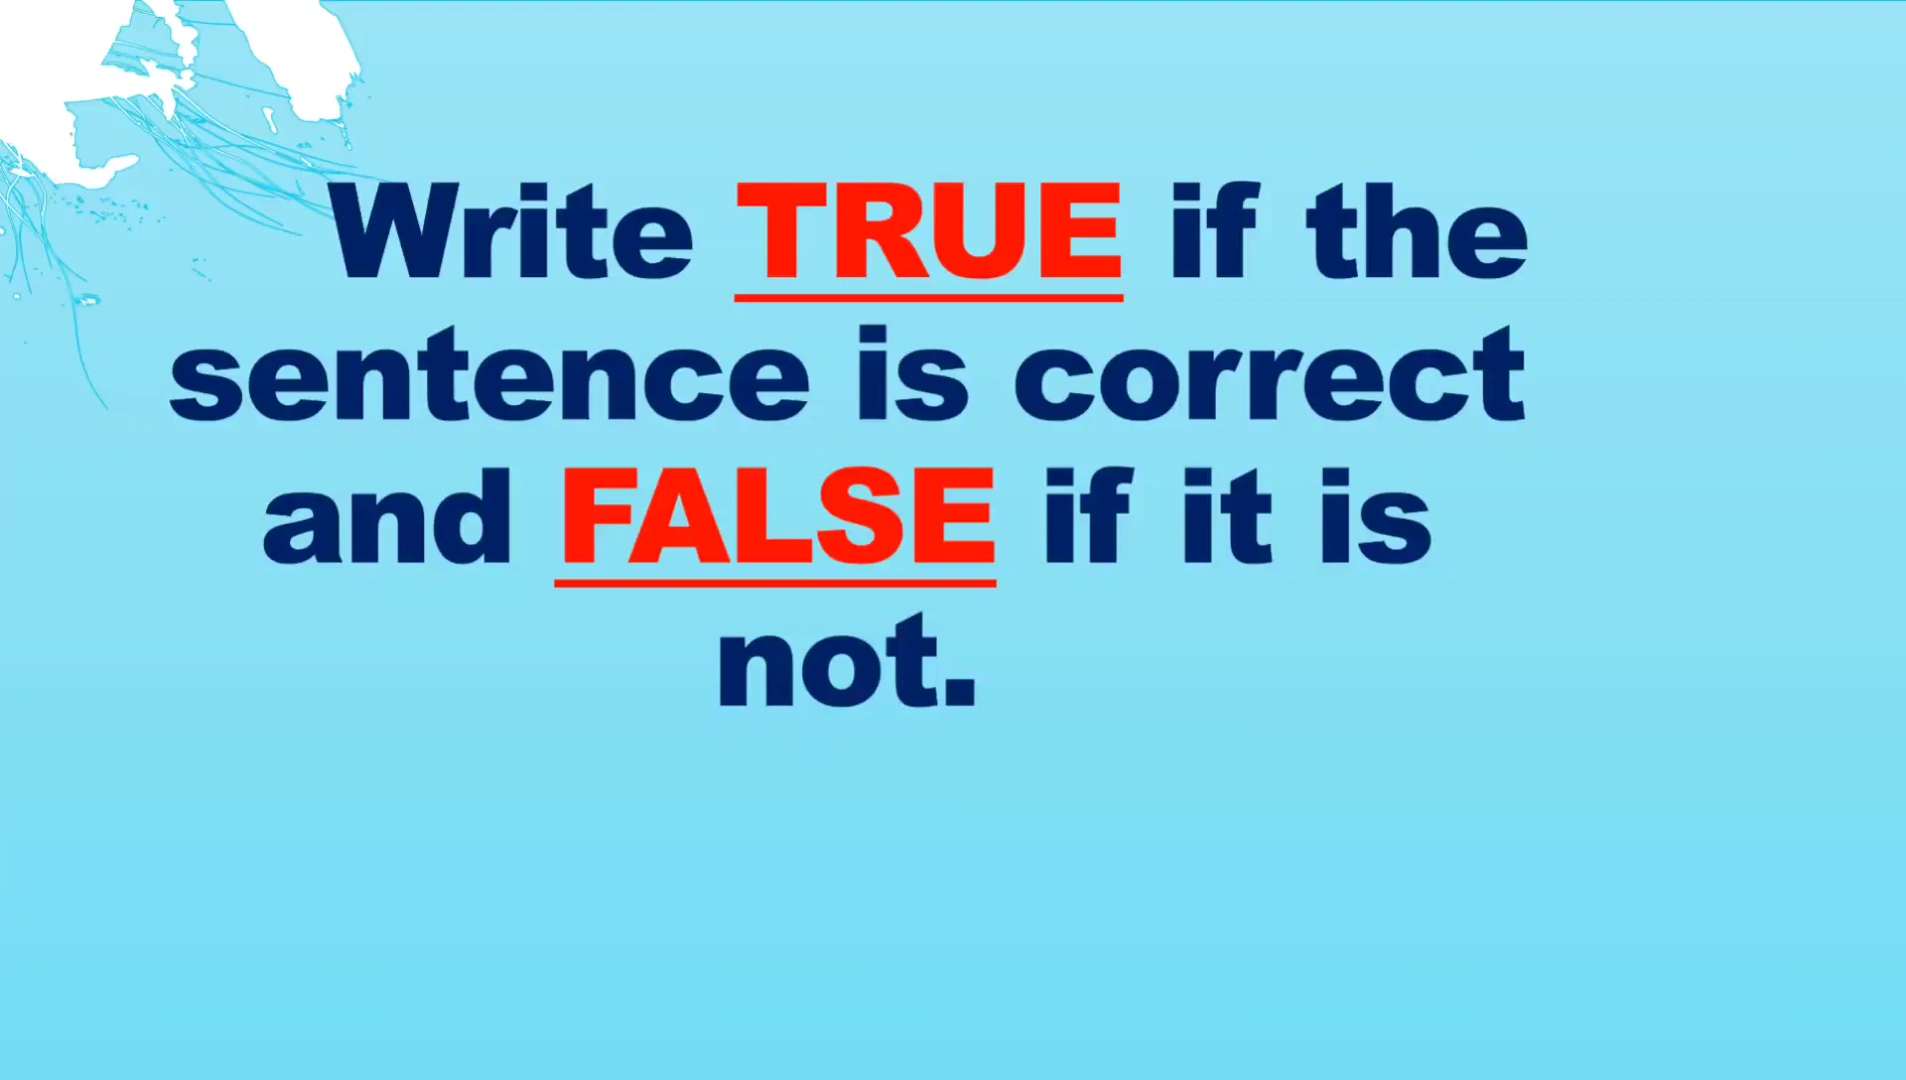 Write TRUE if the
sentence is correct
and FALSE if it is
not.